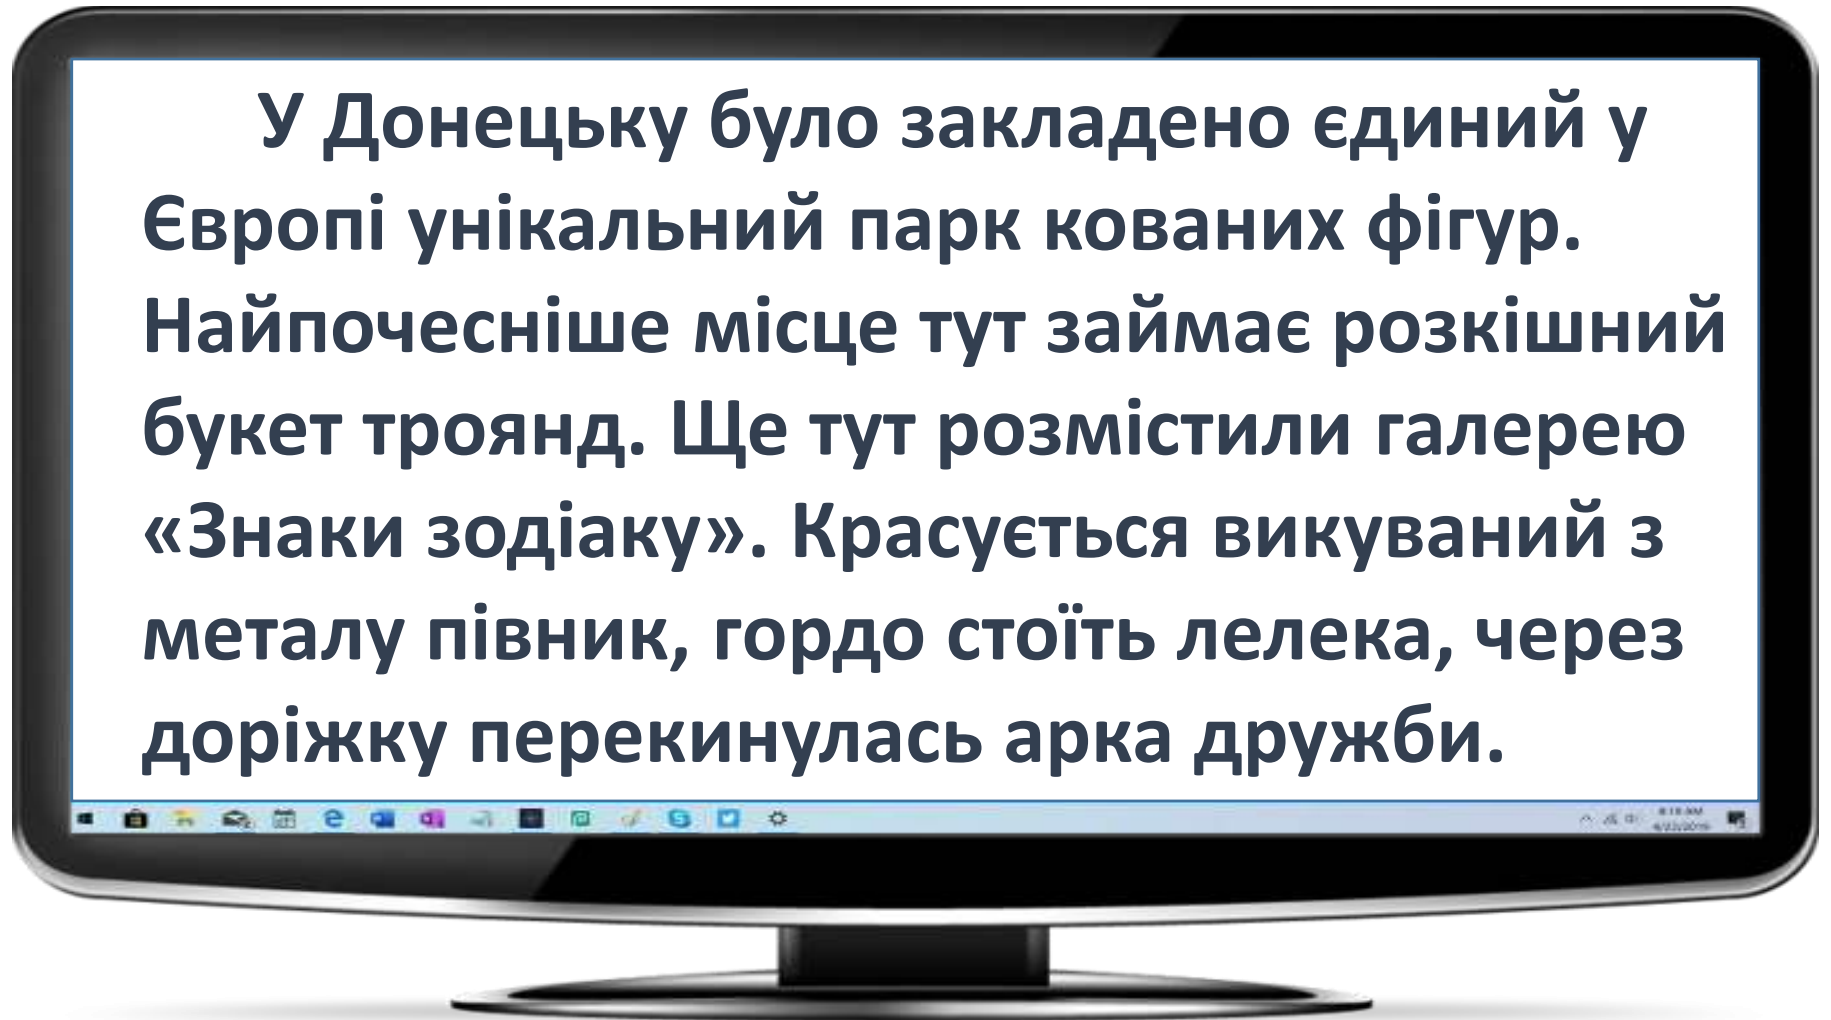 У Донецьку було закладено єдиний у
Європі унікальний парк кованих фігур.
Найпочесніше місце тут займає розкішний
букет троянд. Ще тут розмістили галерею
«Знаки зодіаку». Красується викуваний з
металу півник, гордо стоїть лелека, через
доріжку перекинулась арка дружби.